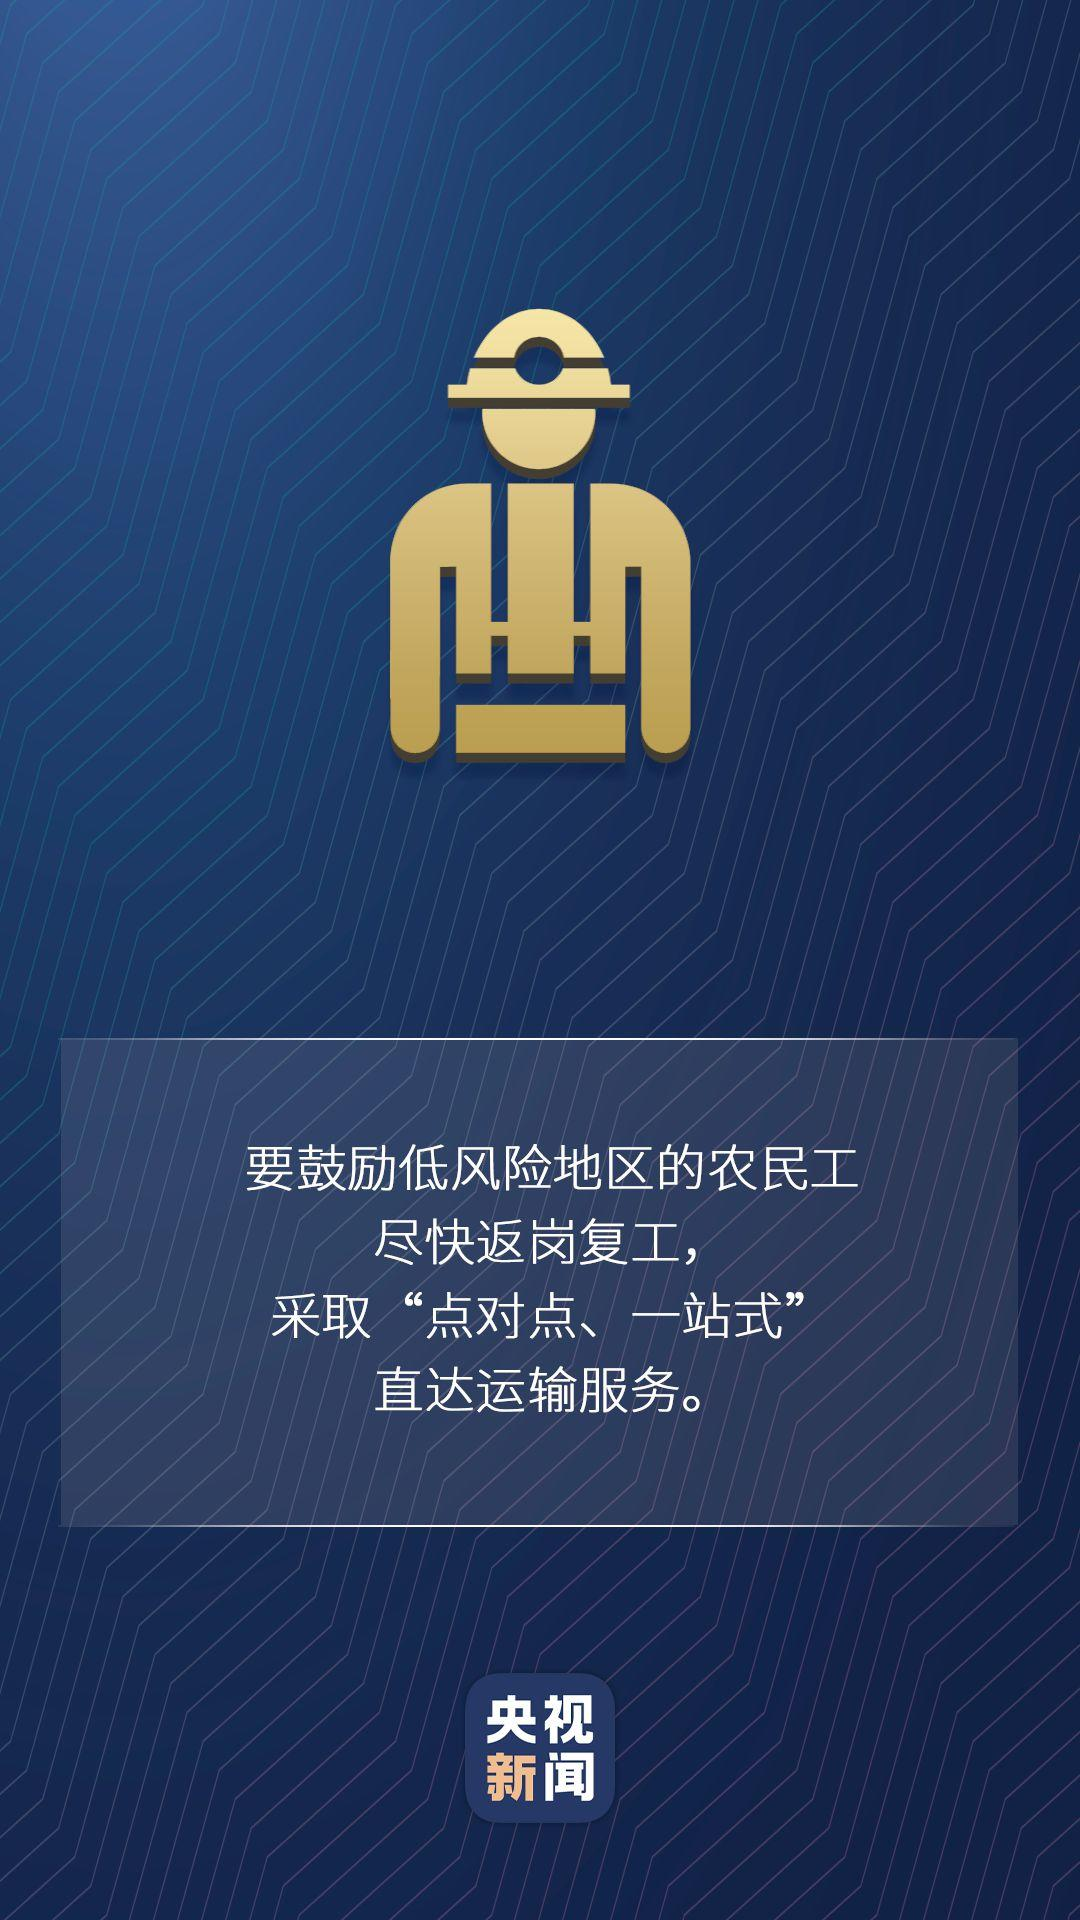 要鼓励低风险地区的农民工
尽快返岗复工，
采取“点对点、一站式”
直达运输服务。
央视
新闻